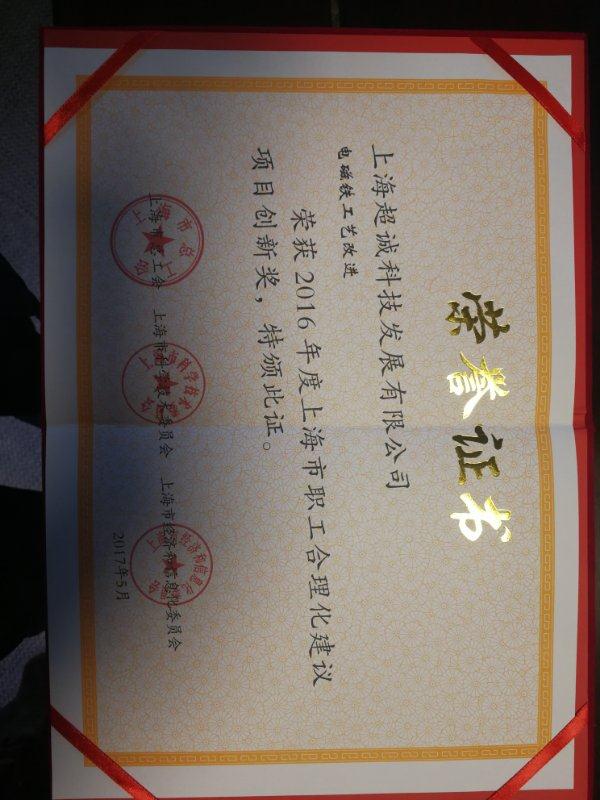 荣誉证书
上海超诚科技发展有限公司
电磁铁工艺改进
荣获2016年度上海市职工合理化建议
项目创新奖，特颁此证。
上海市总工会 上海市科学技术委员会 上海市经济和信息化委员会
2017年5月